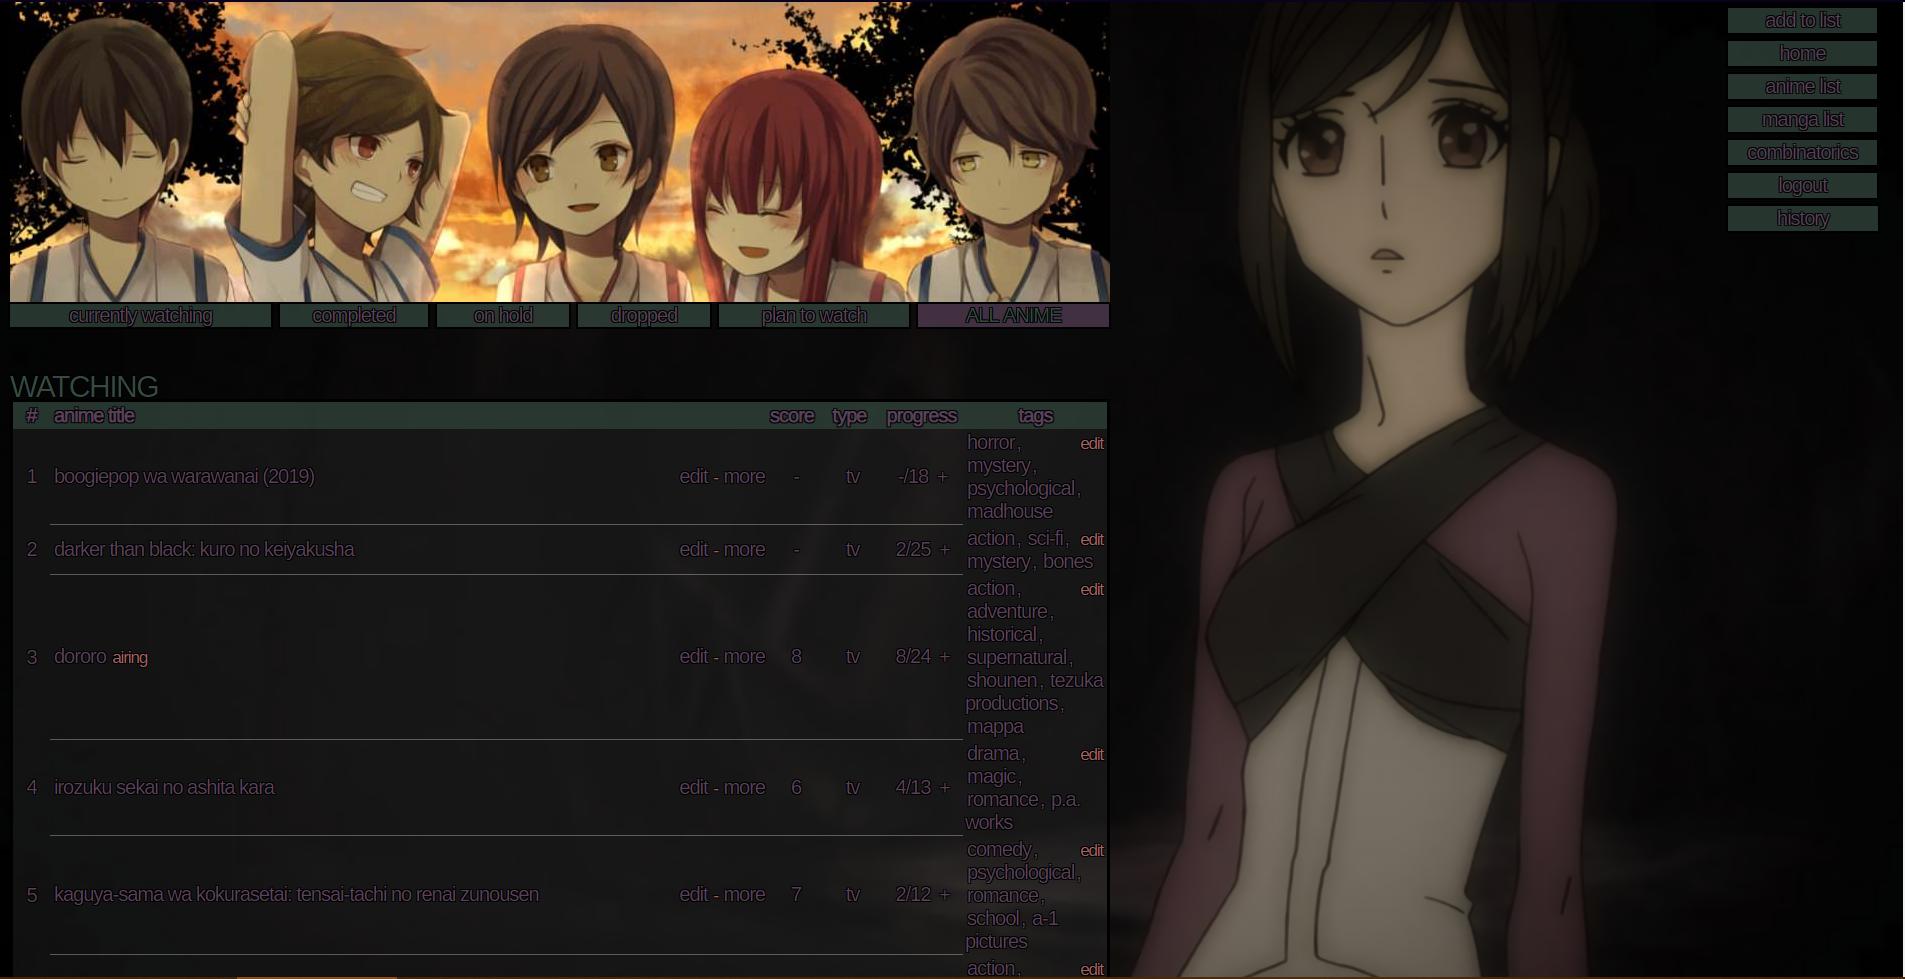 add to list
home
anime list
manga list
combinatorics
logout
history
currently watching completed on hold dropped plan to watch ALL ANIME
WATCHING
# anime title score type progress tags
1 boogiepop wa warawanai (2019) edit - more - tv -/18 + horror, edit
mystery,
psychological,
madhouse
2 darker than black: kuro no keiyakusha edit - more - tv 2/25 + action, sci-fi, edit
mystery, bones
3 dororo airing edit - more 8 tv 8/24 + action, edit
adventure,
historical,
supernatural,
shounen, tezuka
productions,
mappa
4 irozuku sekai no ashita kara edit - more 6 tv 4/13 + drama, edit
magic,
romance, p.a.
works
5 kaguya-sama wa kokurasetai: tensai-tachi no renai zunousen edit - more 7 tv 2/12 + comedy, edit
psychological,
romance,
school, a-1
pictures
action, edit